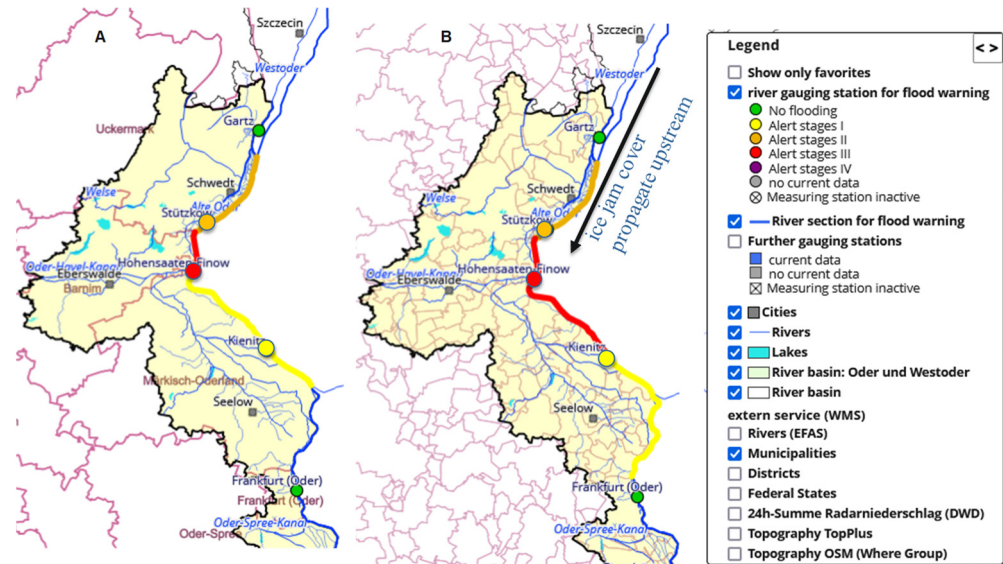 A
Szczecin
Westoder
Uckermark
Gartz
Welse
Schwedt
Alte Oder
Stützkow
Hohensaaten-Finow
Oder-Havel-Kanal
Eberswalde
Barnim
Kienitz
Märkisch-Oderland
Seelow
Frankfurt (Oder)
Frankfurt (Oder)
Oder-Spree-Kanal
Oder-Spree
B
Szczecin
Westoder
Gartz
ice jam cover
propagate upstream
Welse
Schwedt
Alte Oder
Stützkow
Hohensaaten-Finow
Oder-Havel-Kanal
Eberswalde
Kienitz
Seelow
Frankfurt (Oder)
Oder-Spree-Kanal
Legend
< >
Show only favorites
river gauging station for flood warning
No flooding
Alert stages I
Alert stages II
Alert stages III
Alert stages IV
no current data
Measuring station inactive
River section for flood warning
Further gauging stations
current data
no current data
Measuring station inactive
Cities
Rivers
Lakes
River basin: Oder und Westoder
River basin
extern service (WMS)
Rivers (EFAS)
Municipalities
Districts
Federal States
24h-Summe Radarniederschlag (DWD)
Topography TopPlus
Topography OSM (Where Group)